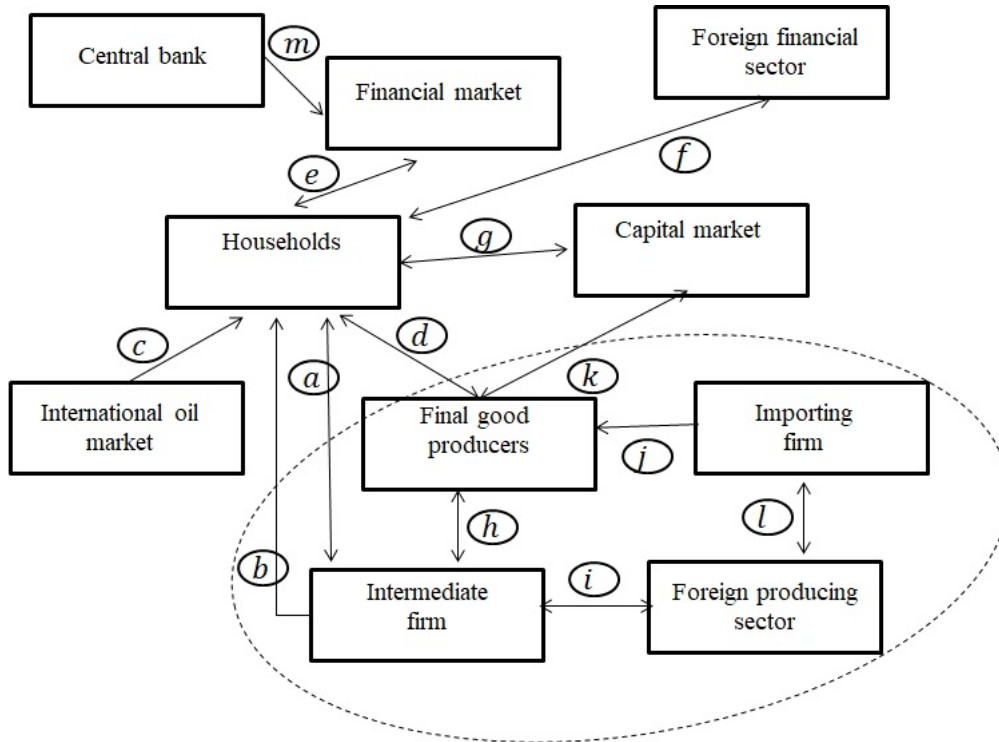 Central bank
m
Financial market
Foreign financial
sector
e
f
Households
g
Capital market
c
a
d
k
International oil
market
Final good
producers
Importing
firm
j
h
l
b
Intermediate
firm
i
Foreign producing
sector